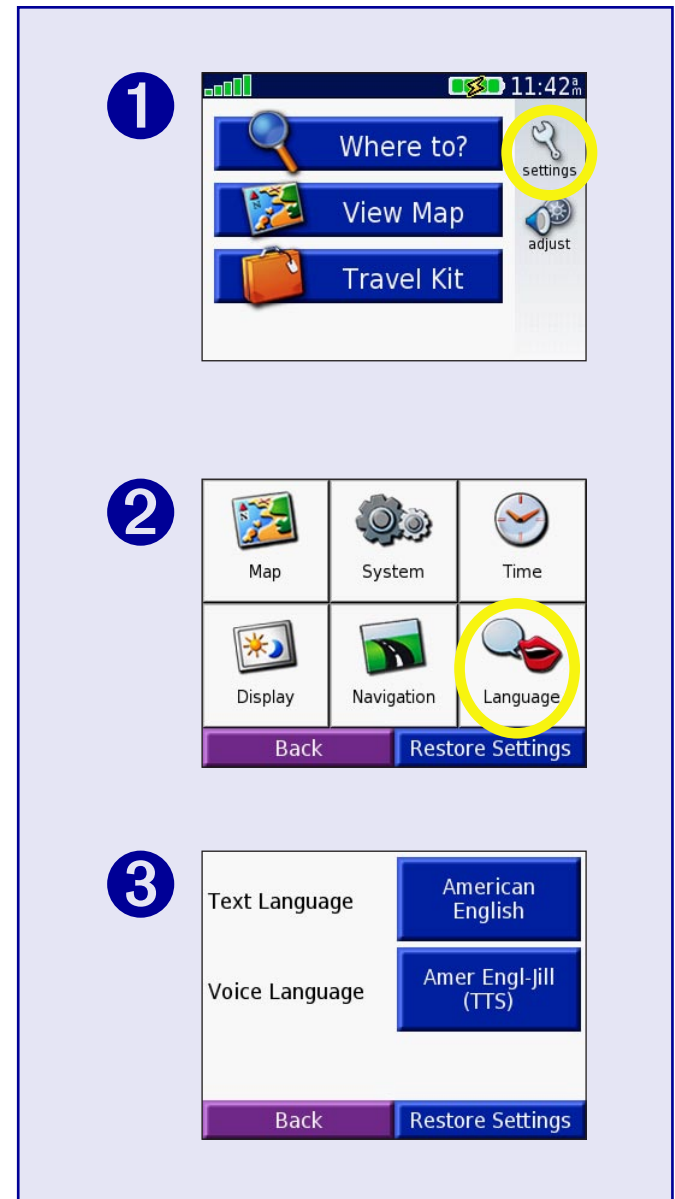 1
11:42am
Where to?
settings
View Map
adjust
Travel Kit
2
N
Map System Time
Display Navigation Language
Back Restore Settings
3
Text Language American
English
Voice Language Amer Engl-Jill
(TTS)
Back Restore Settings